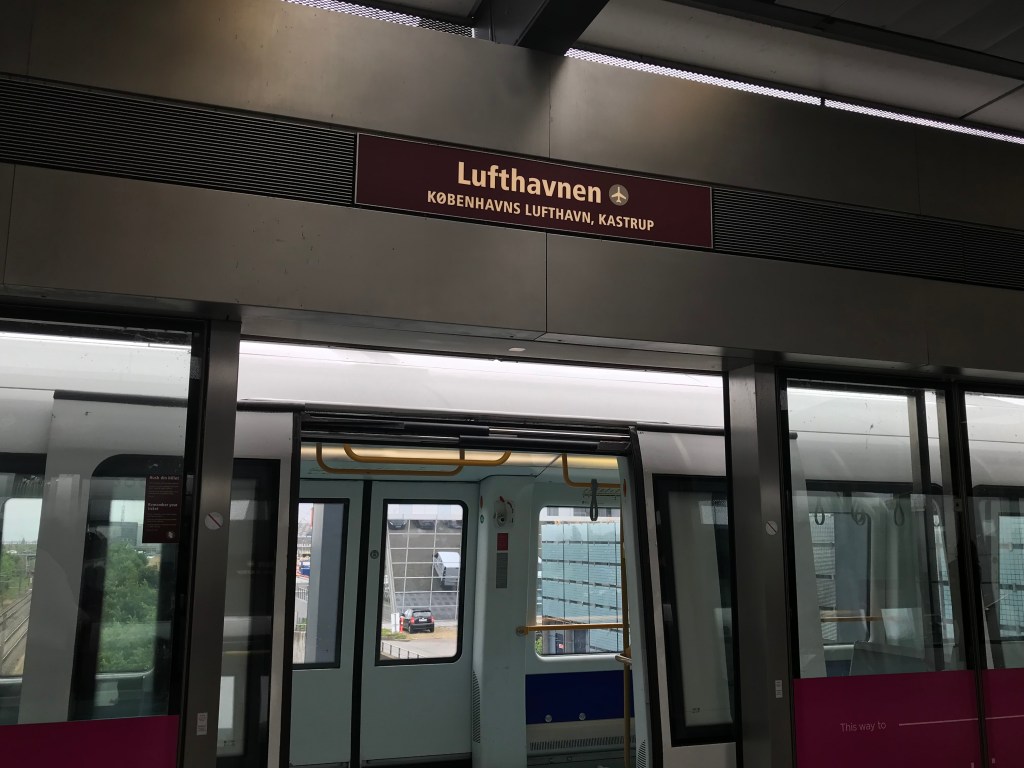 Lufthavnen
KØBENHAVNS LUFTHAVN, KASTRUP
This way to